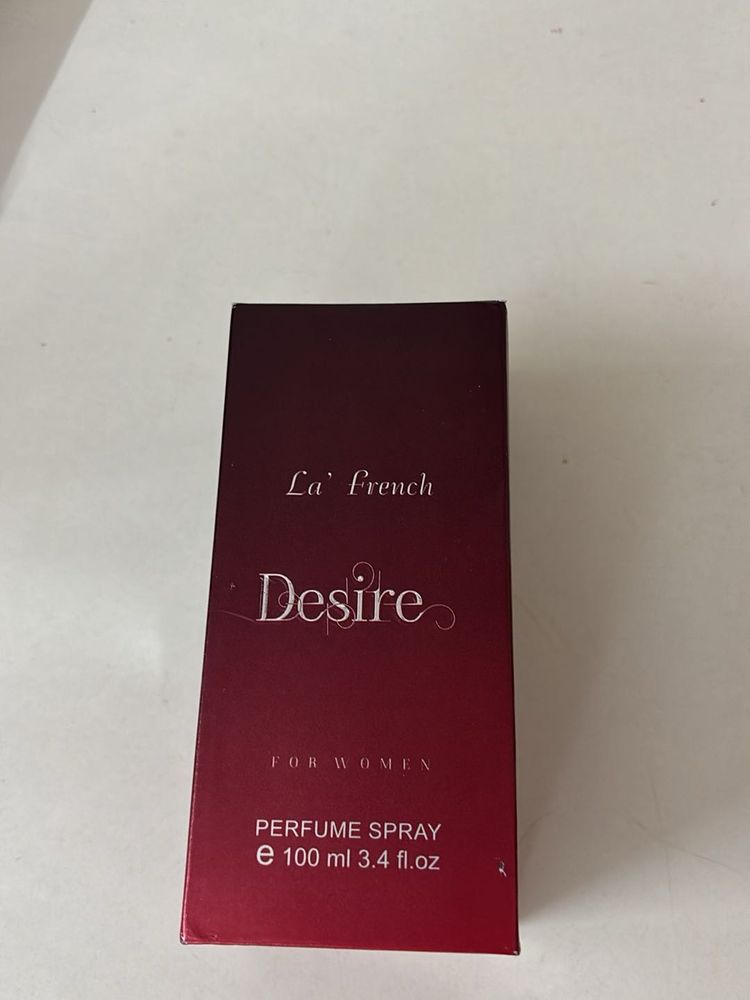 La' French
Desire
FOR WOMEN
PERFUME SPRAY
e 100 ml 3.4 fl.oz